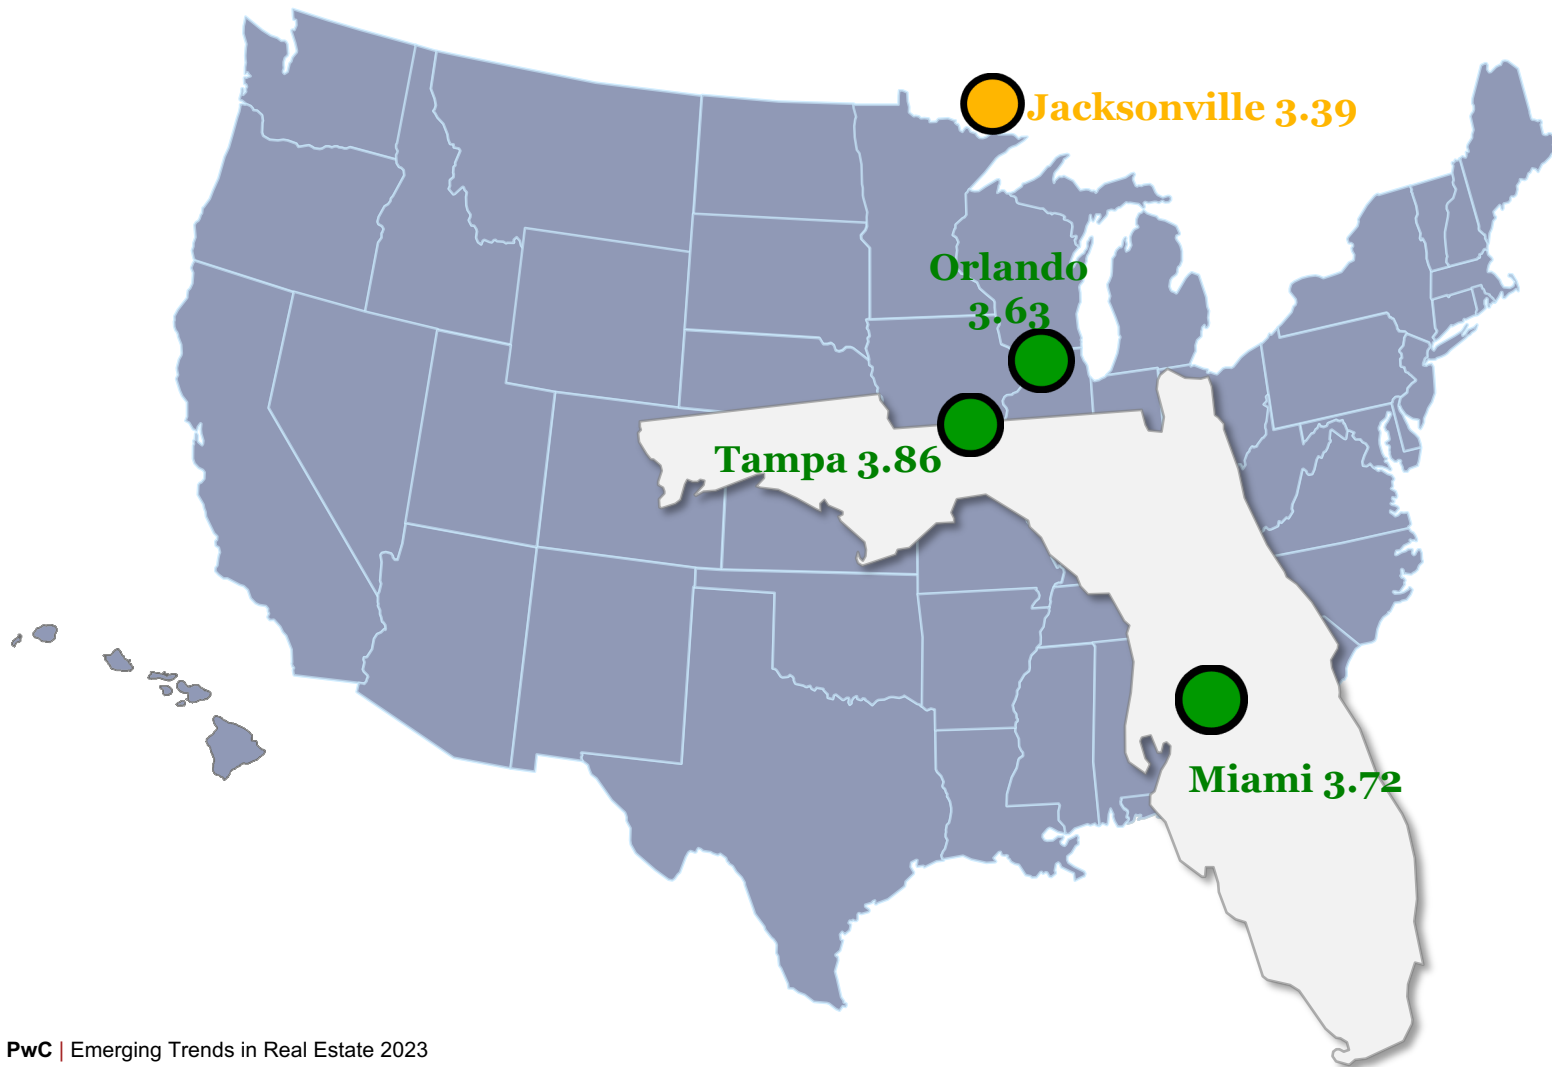 Jacksonville 3.39
Orlando
3.63
Tampa 3.86
Miami 3.72
PwC | Emerging Trends in Real Estate 2023